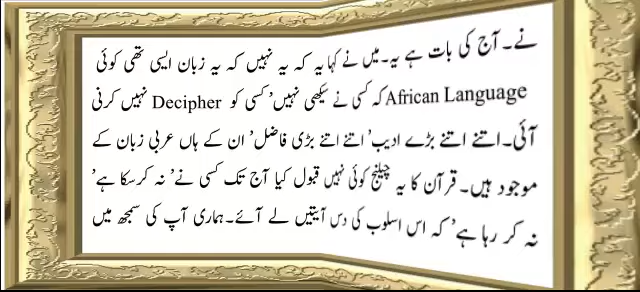 نے۔ آج کی بات ہے یہ۔ میں نے کہا یہ کہ یہ نہیں کہ یہ زبان ایسی تھی کوئی
African Language کہ کسی نے سیکھی نہیں‘ کسی کو Decipher نہیں کرنی
آئی۔ اتنے اتنے بڑے ادیب‘ اتنے اتنے بڑی فاضل‘ ان کے ہاں عربی زبان کے
موجود ہیں۔ قرآن کا یہ چیلنج کوئی نہیں قبول کیا آج تک کسی نے‘ نہ کرسکا ہے‘
نہ کر رہا ہے‘ کہ اس اسلوب کی دس آیتیں لے آئے۔ ہماری آپ کی سمجھ میں